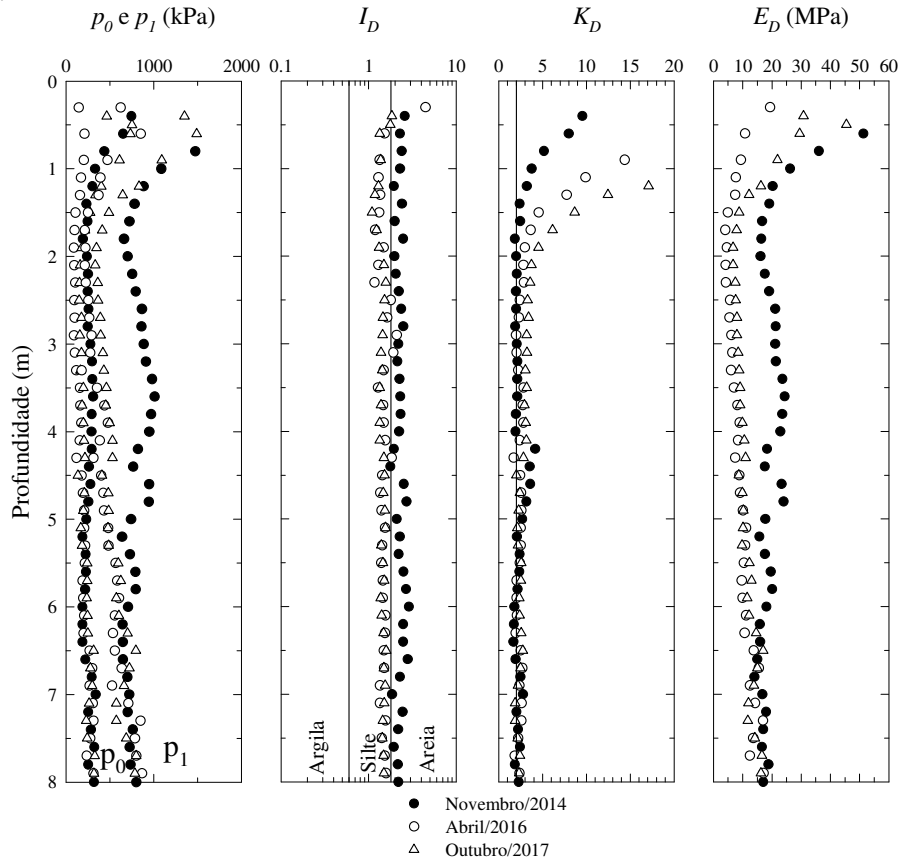 p0 e p1 (kPa)
ID
KD
ED (MPa)
0 1000 2000
0.1 1 10
0 5 10 15 20
0 10 20 30 40 50 60
0
1
2
3
4
5
6
7
8
Profundidade (m)
p0
p1
Argila
Silte
Areia
Novembro/2014
Abril/2016
Outubro/2017